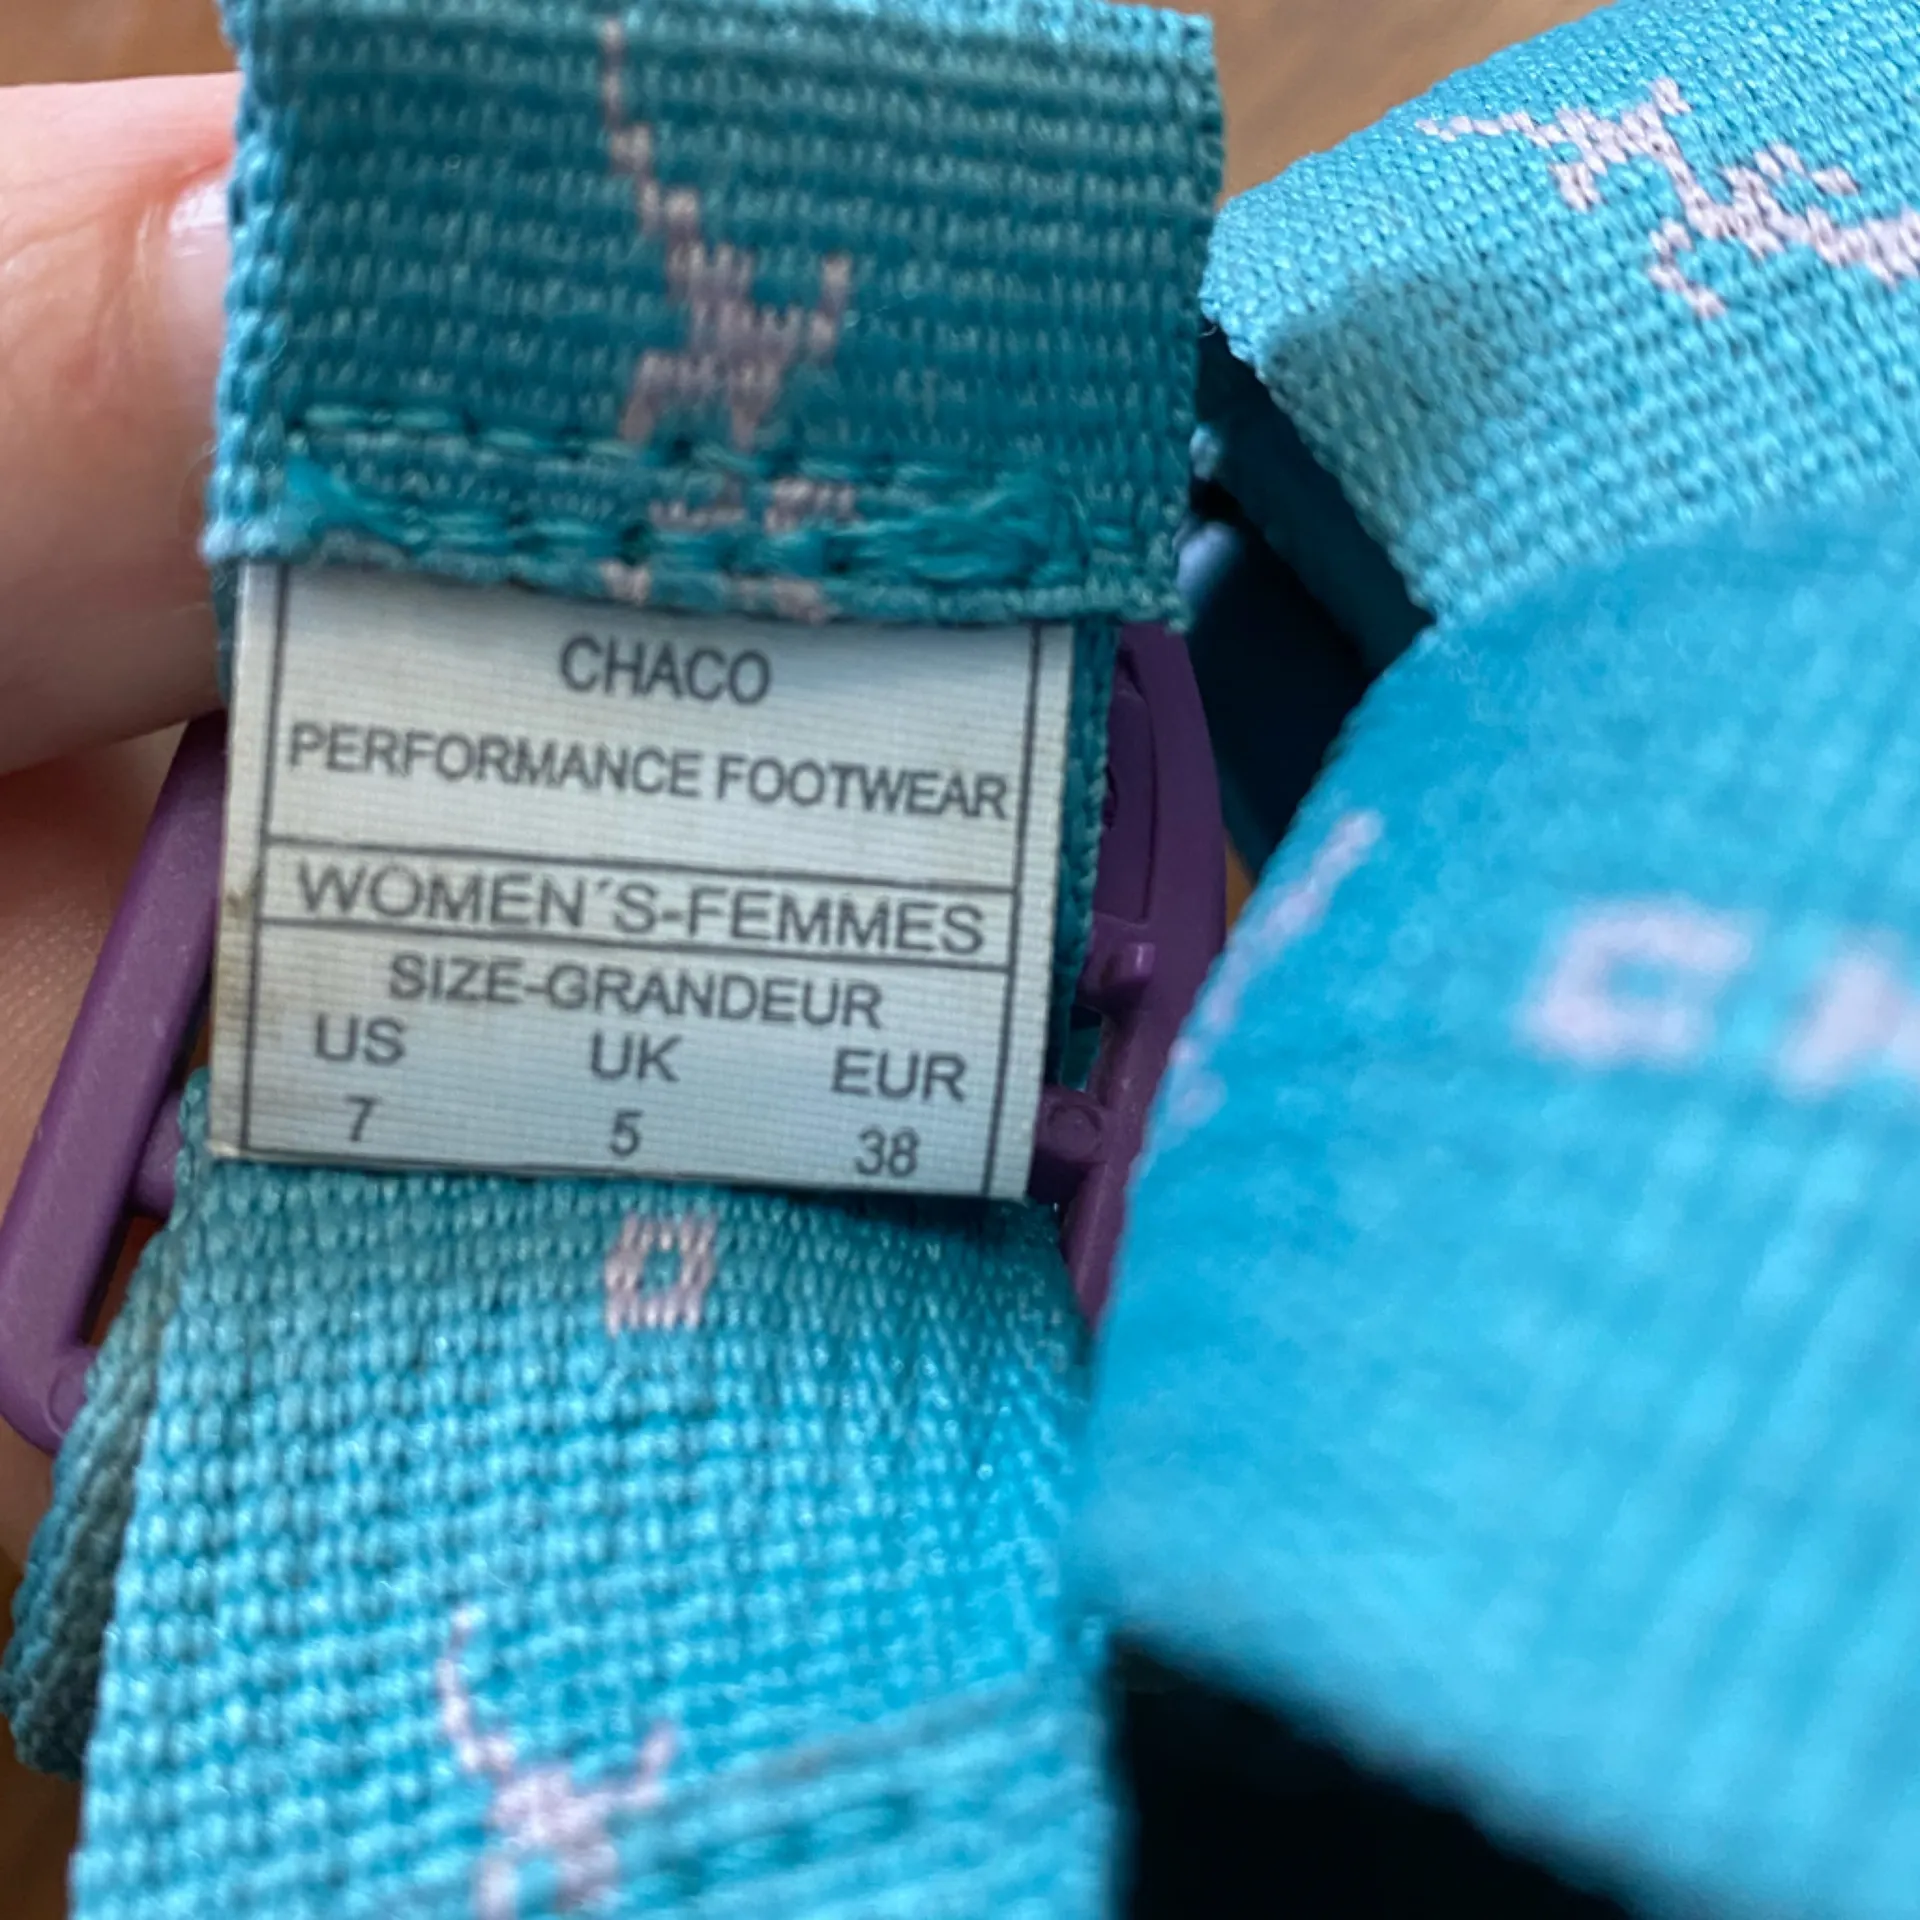 CHACO
PERFORMANCE FOOTWEAR
WOMEN´S-FEMMES
SIZE-GRANDEUR
US UK EUR
7 5 38